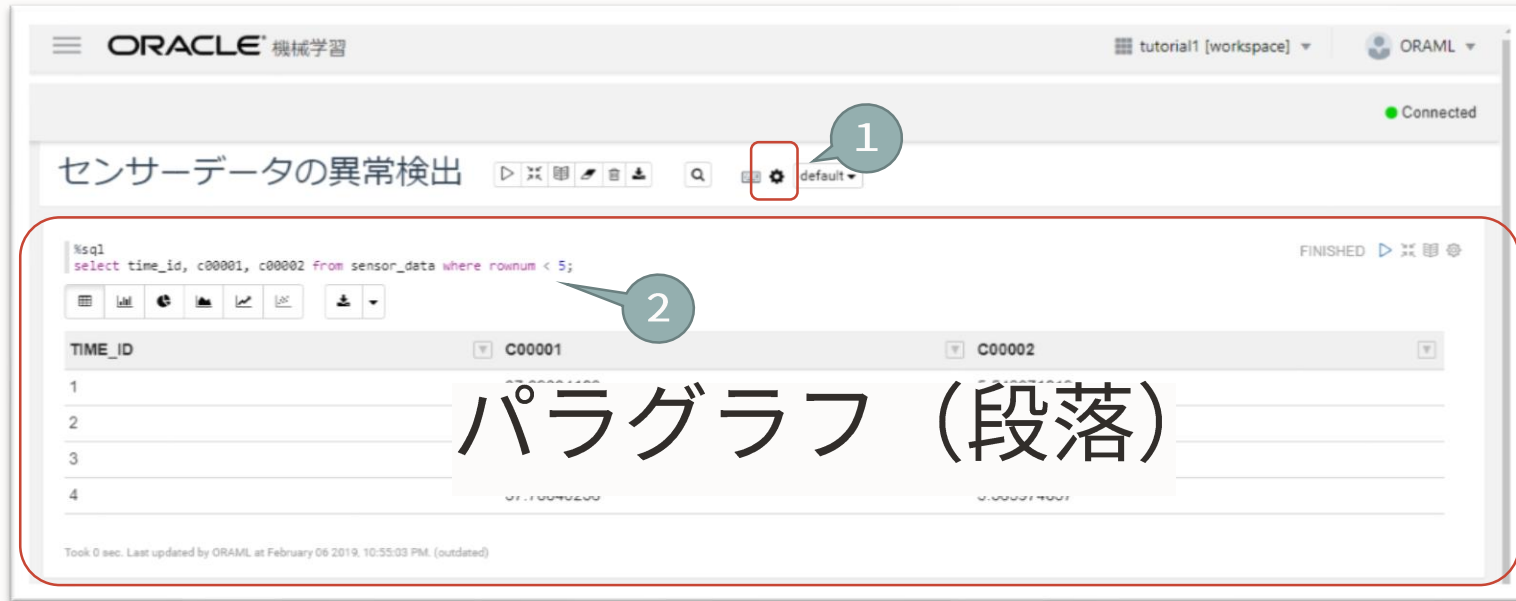 ORACLE 機械学習
tutorial1 [workspace]
ORAML
Connected
センサーデータの異常検出
default
1
%sql
select time_id, c00001, c00002 from sensor_data where rownum < 5;
FINISHED
2
TIME_ID C00001 C00002
1
2
3
4
パラグラフ（段落）
Took 0 sec. Last updated by ORAML at February 06 2019, 10:55:03 PM. (outdated)